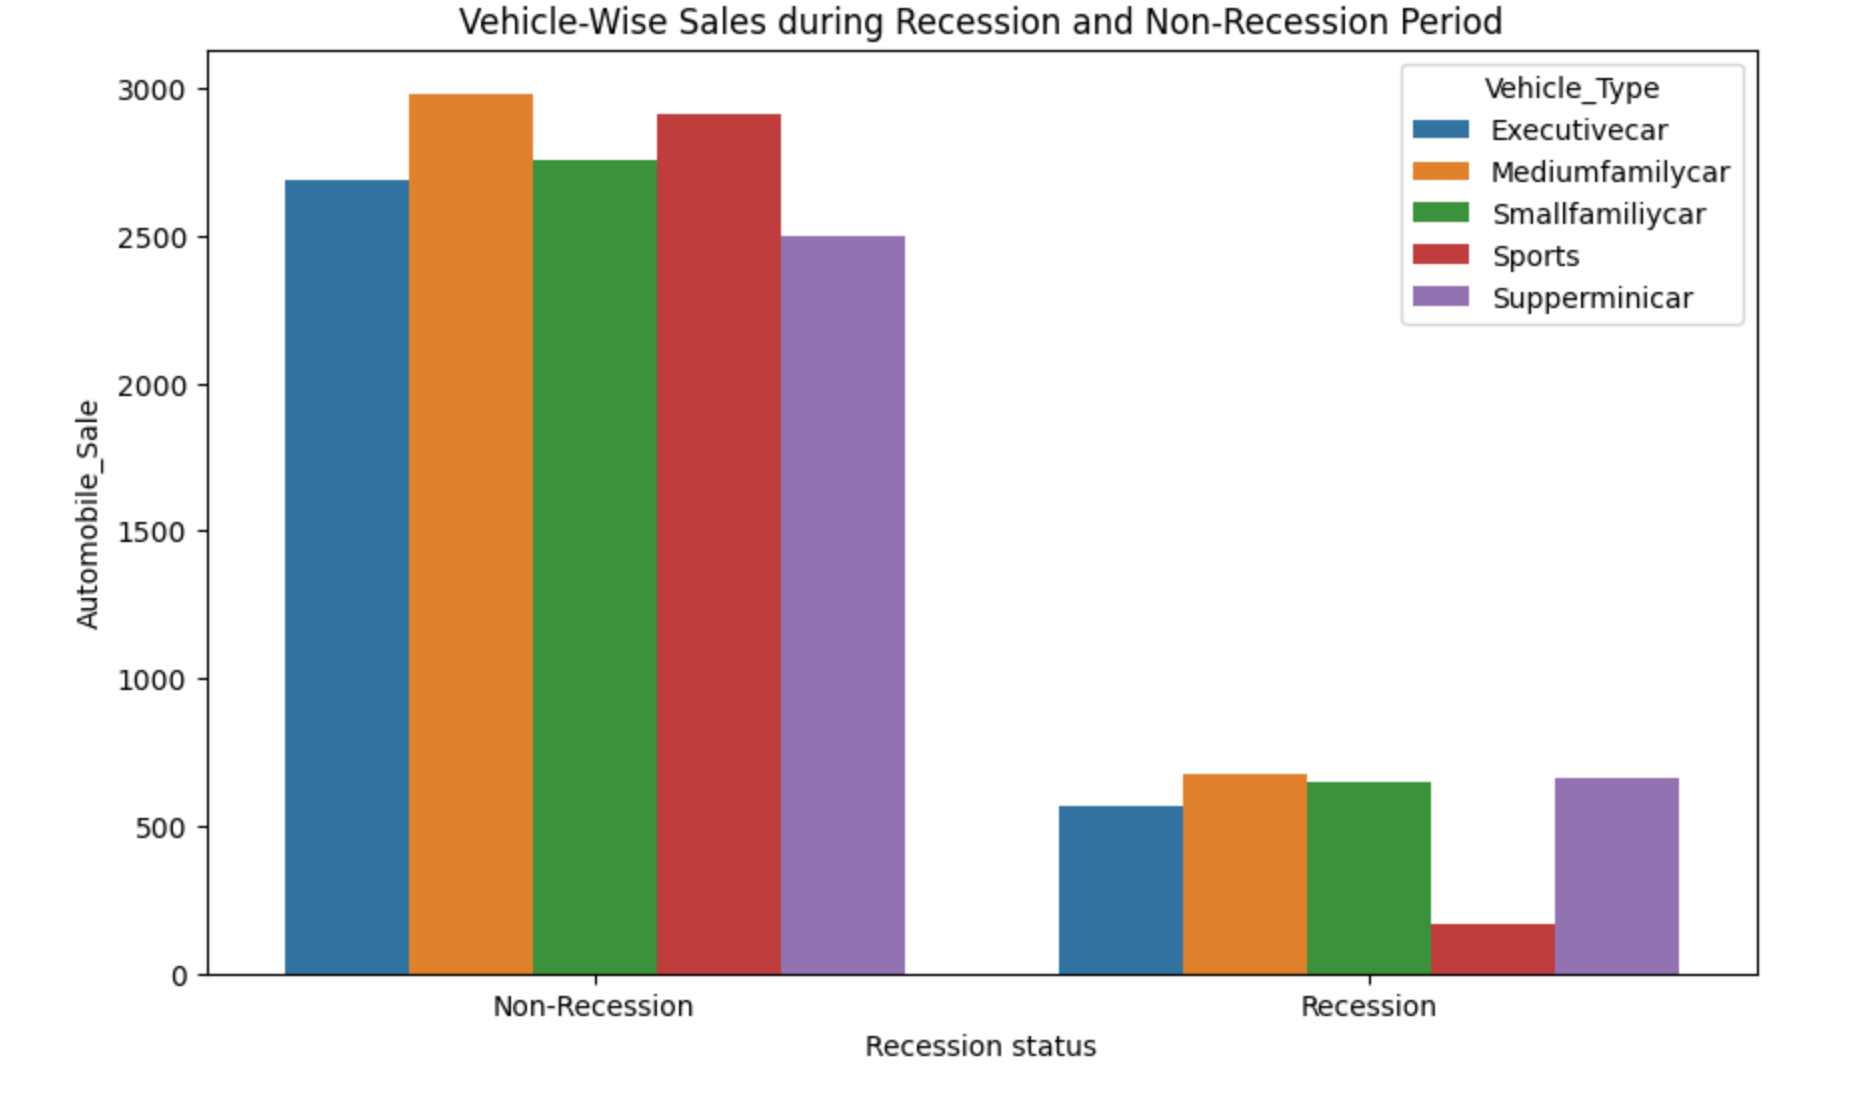 Vehicle-Wise Sales during Recession and Non-Recession Period
Vehicle_Type
Executivecar
Mediumfamilycar
Smallfamiliycar
Sports
Supperminicar
Automobile_Sale
3000
2500
2000
1500
1000
500
0
Non-Recession
Recession
Recession status